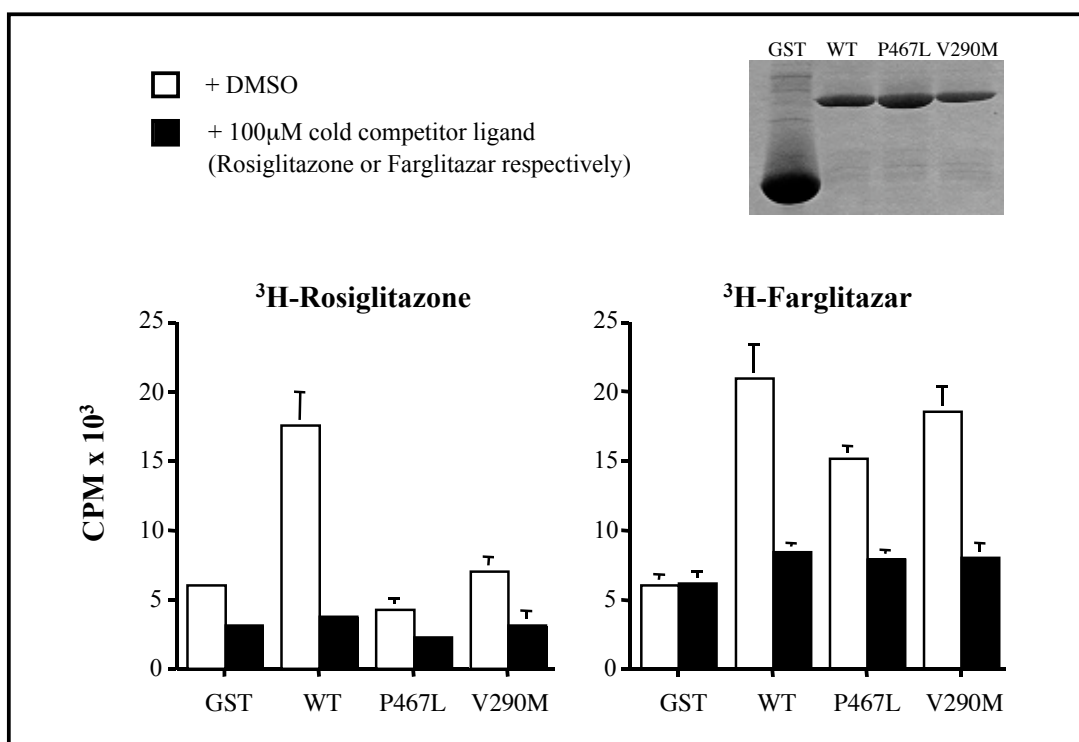 GST WT P467L V290M
+ DMSO
+ 100μM cold competitor ligand
(Rosiglitazone or Farglitazar respectively)
³H-Rosiglitazone
25
20
15
10
5
0
CPM x 10³
GST WT P467L V290M
³H-Farglitazar
25
20
15
10
5
0
GST WT P467L V290M